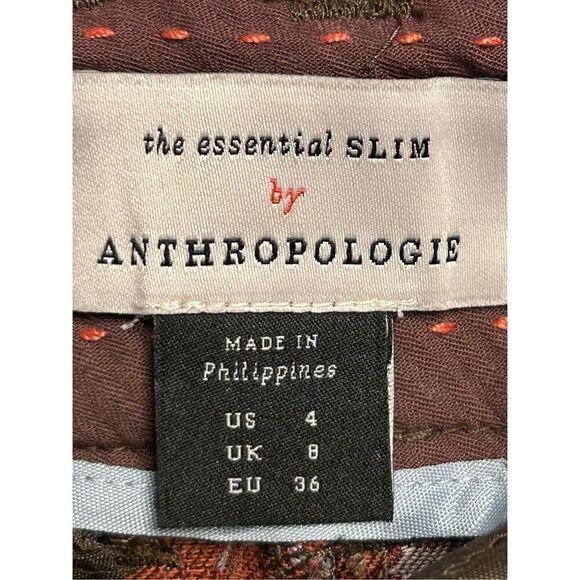 the essential SLIM
by
ANTHROPOLOGIE
MADE IN
Philippines
US 4
UK 8
EU 36